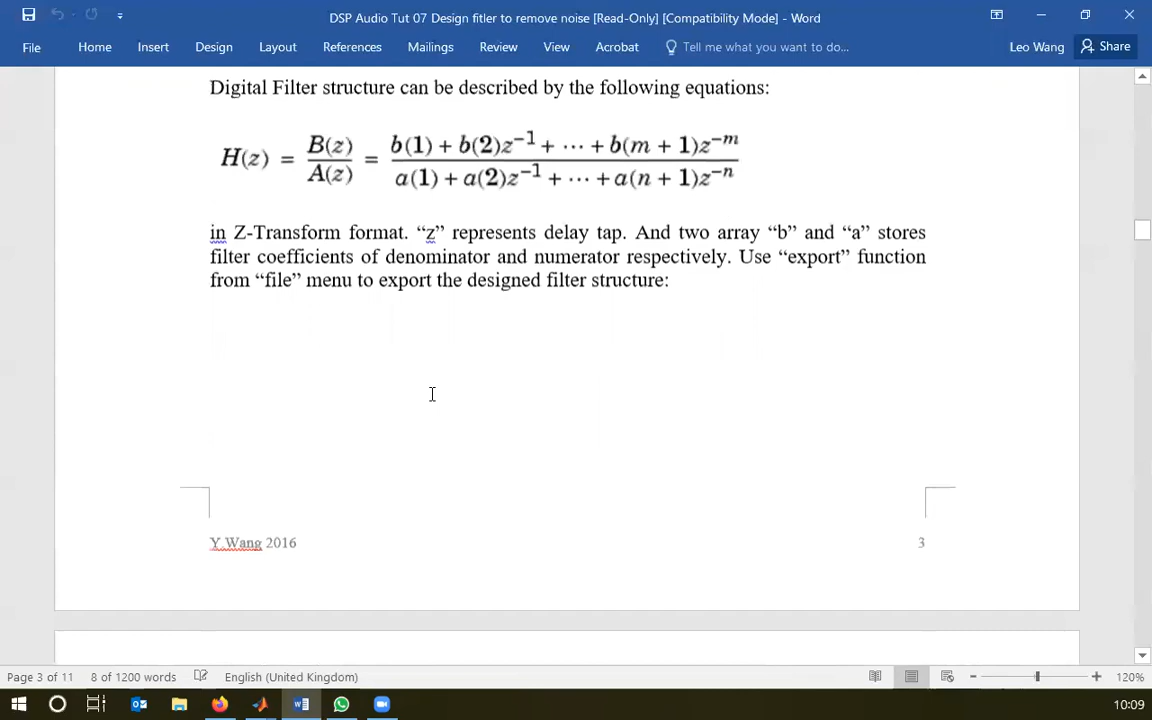 DSP Audio Tut 07 Design fitler to remove noise [Read-Only] [Compatibility Mode] - Word
File Home Insert Design Layout References Mailings Review View Acrobat Tell me what you want to do... Leo Wang Share
Digital Filter structure can be described by the following equations:
H(z) = B(z)/A(z) = b(1) + b(2)z⁻¹ + ⋯ + b(m + 1)z⁻ᵐ / a(1) + a(2)z⁻¹ + ⋯ + a(n + 1)z⁻ⁿ
in Z-Transform format. “z” represents delay tap. And two array “b” and “a” stores
filter coefficients of denominator and numerator respectively. Use “export” function
from “file” menu to export the designed filter structure:
Y.Wang 2016 3
Page 3 of 11 8 of 1200 words English (United Kingdom) 120%
10:09